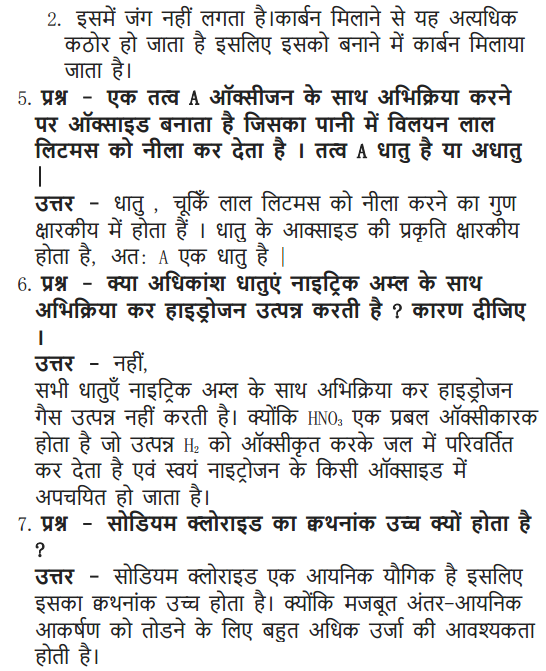 2. इसमें जंग नहीं लगता है।कार्बन मिलाने से यह अत्यधिक
कठोर हो जाता है इसलिए इसको बनाने में कार्बन मिलाया
जाता है।
5. प्रश्न - एक तत्व A ऑक्सीजन के साथ अभिक्रिया करने
पर ऑक्साइड बनाता है जिसका पानी में विलयन लाल
लिटमस को नीला कर देता है । तत्व A धातु है या अधातु
|
उत्तर - धातु , चूकिँ लाल लिटमस को नीला करने का गुण
क्षारकीय में होता हैं । धातु के आक्साइड की प्रकृति क्षारकीय
होता है, अत: A एक धातु है |
6. प्रश्न - क्या अधिकांश धातुएं नाइट्रिक अम्ल के साथ
अभिक्रिया कर हाइड्रोजन उत्पन्न करती है ? कारण दीजिए
।
उत्तर - नहीं,
सभी धातुएँ नाइट्रिक अम्ल के साथ अभिक्रिया कर हाइड्रोजन
गैस उत्पन्न नहीं करती है। क्योंकि HNO₃ एक प्रबल ऑक्सीकारक
होता है जो उत्पन्न H₂ को ऑक्सीकृत करके जल में परिवर्तित
कर देता है एवं स्वयं नाइट्रोजन के किसी ऑक्साइड में
अपचयित हो जाता है।
7. प्रश्न - सोडियम क्लोराइड का क्वथनांक उच्च क्यों होता है
?
उत्तर - सोडियम क्लोराइड एक आयनिक यौगिक है इसलिए
इसका क्वथनांक उच्च होता है। क्योंकि मजबूत अंतर-आयनिक
आकर्षण को तोडने के लिए बहुत अधिक उर्जा की आवश्यकता
होती है।